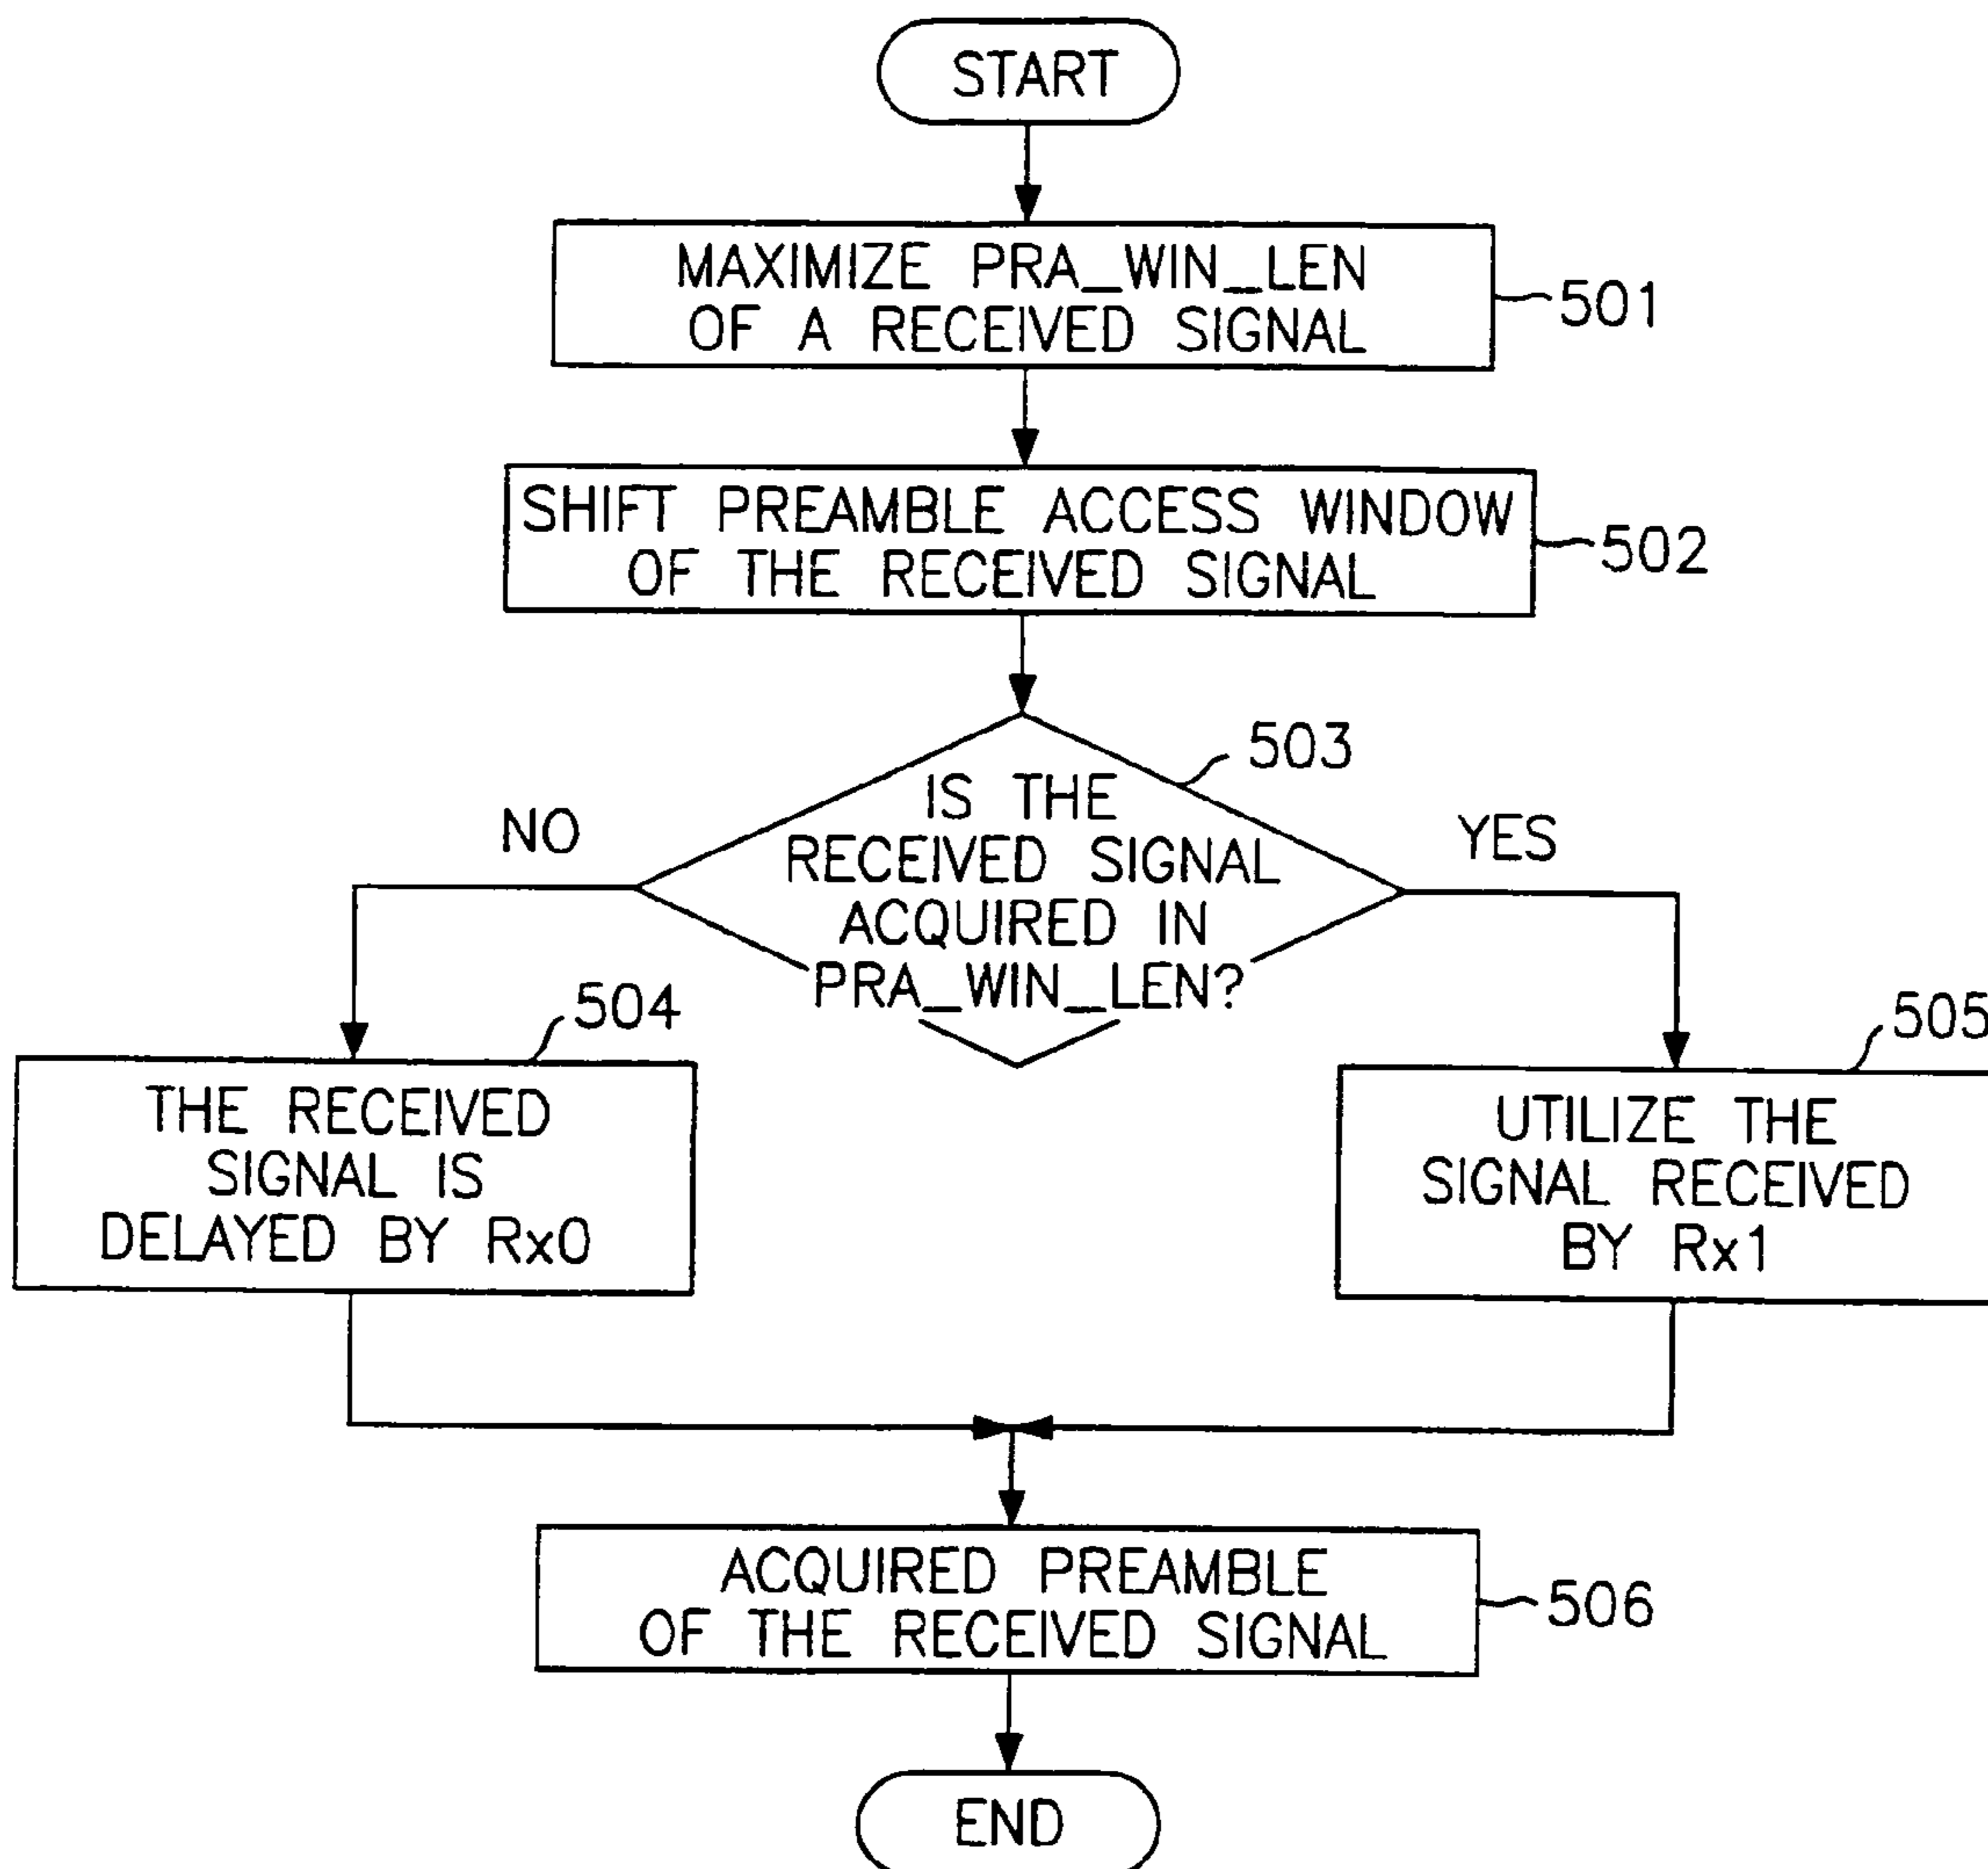 START
MAXIMIZE PRA_WIN_LEN
OF A RECEIVED SIGNAL
501
SHIFT PREAMBLE ACCESS WINDOW
OF THE RECEIVED SIGNAL
502
503
IS THE
RECEIVED SIGNAL
ACQUIRED IN
PRA_WIN_LEN?
NO
YES
504
THE RECEIVED
SIGNAL IS
DELAYED BY Rx0
505
UTILIZE THE
SIGNAL RECEIVED
BY Rx1
ACQUIRED PREAMBLE
OF THE RECEIVED SIGNAL
506
END